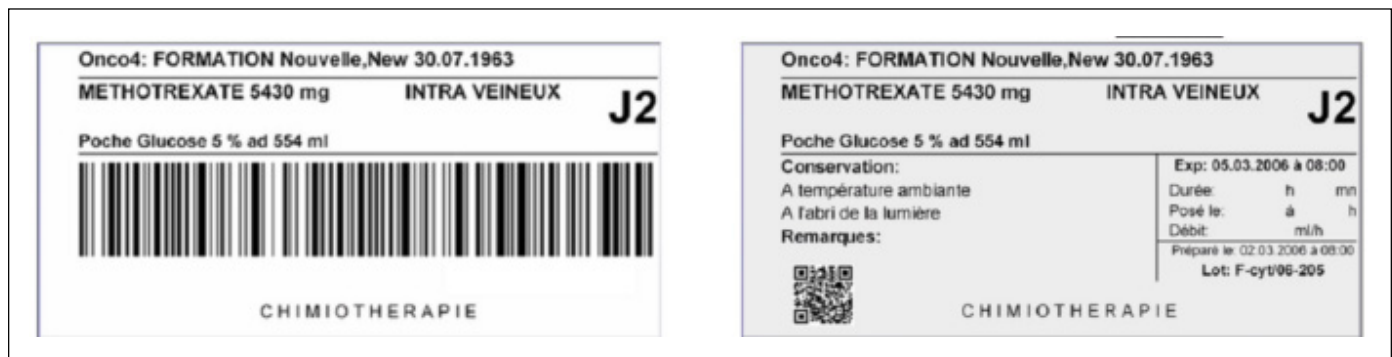 Onco4: FORMATION Nouvelle,New 30.07.1963
METHOTREXATE 5430 mg INTRA VEINEUX J2
Poche Glucose 5 % ad 554 ml
CHIMIOTHERAPIE
Onco4: FORMATION Nouvelle,New 30.07.1963
METHOTREXATE 5430 mg INTRA VEINEUX J2
Poche Glucose 5 % ad 554 ml
Conservation:
A température ambiante
A l'abri de la lumière
Remarques:
Exp: 05.03.2006 à 08:00
Durée: h mn
Posé le: à h
Débit: ml/h
Préparé le: 02.03.2006 à 08:00
Lot: F-cyt/06-205
CHIMIOTHERAPIE